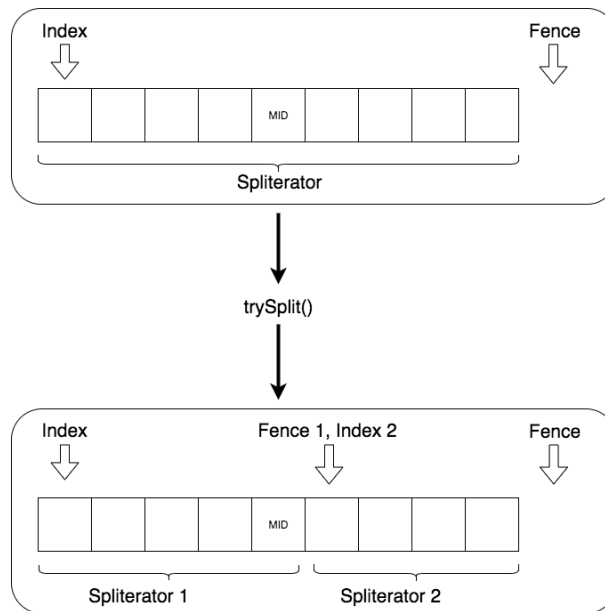 Index Fence
MID
Spliterator
trySplit()
Index Fence 1, Index 2 Fence
MID
Spliterator 1 Spliterator 2